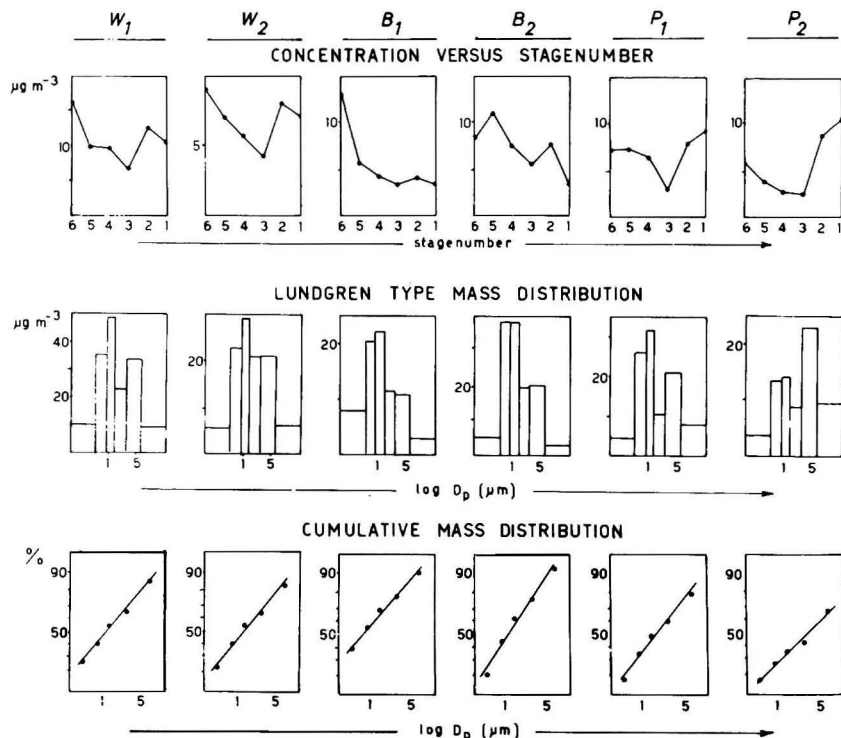 W1 W2 B1 B2 P1 P2
CONCENTRATION VERSUS STAGENUMBER
µg m-3
10 5 10 10 10 10
6 5 4 3 2 1 6 5 4 3 2 1 6 5 4 3 2 1 6 5 4 3 2 1 6 5 4 3 2 1 6 5 4 3 2 1
stagenumber
LUNDGREN TYPE MASS DISTRIBUTION
µg m-3
40
20 20 20 20 20 20
1 5 1 5 1 5 1 5 1 5 1 5
log Dp (µm)
CUMULATIVE MASS DISTRIBUTION
%
90 90 90 90 90 90
50 50 50 50 50 50
1 5 1 5 1 5 1 5 1 5 1 5
log Dp (µm)